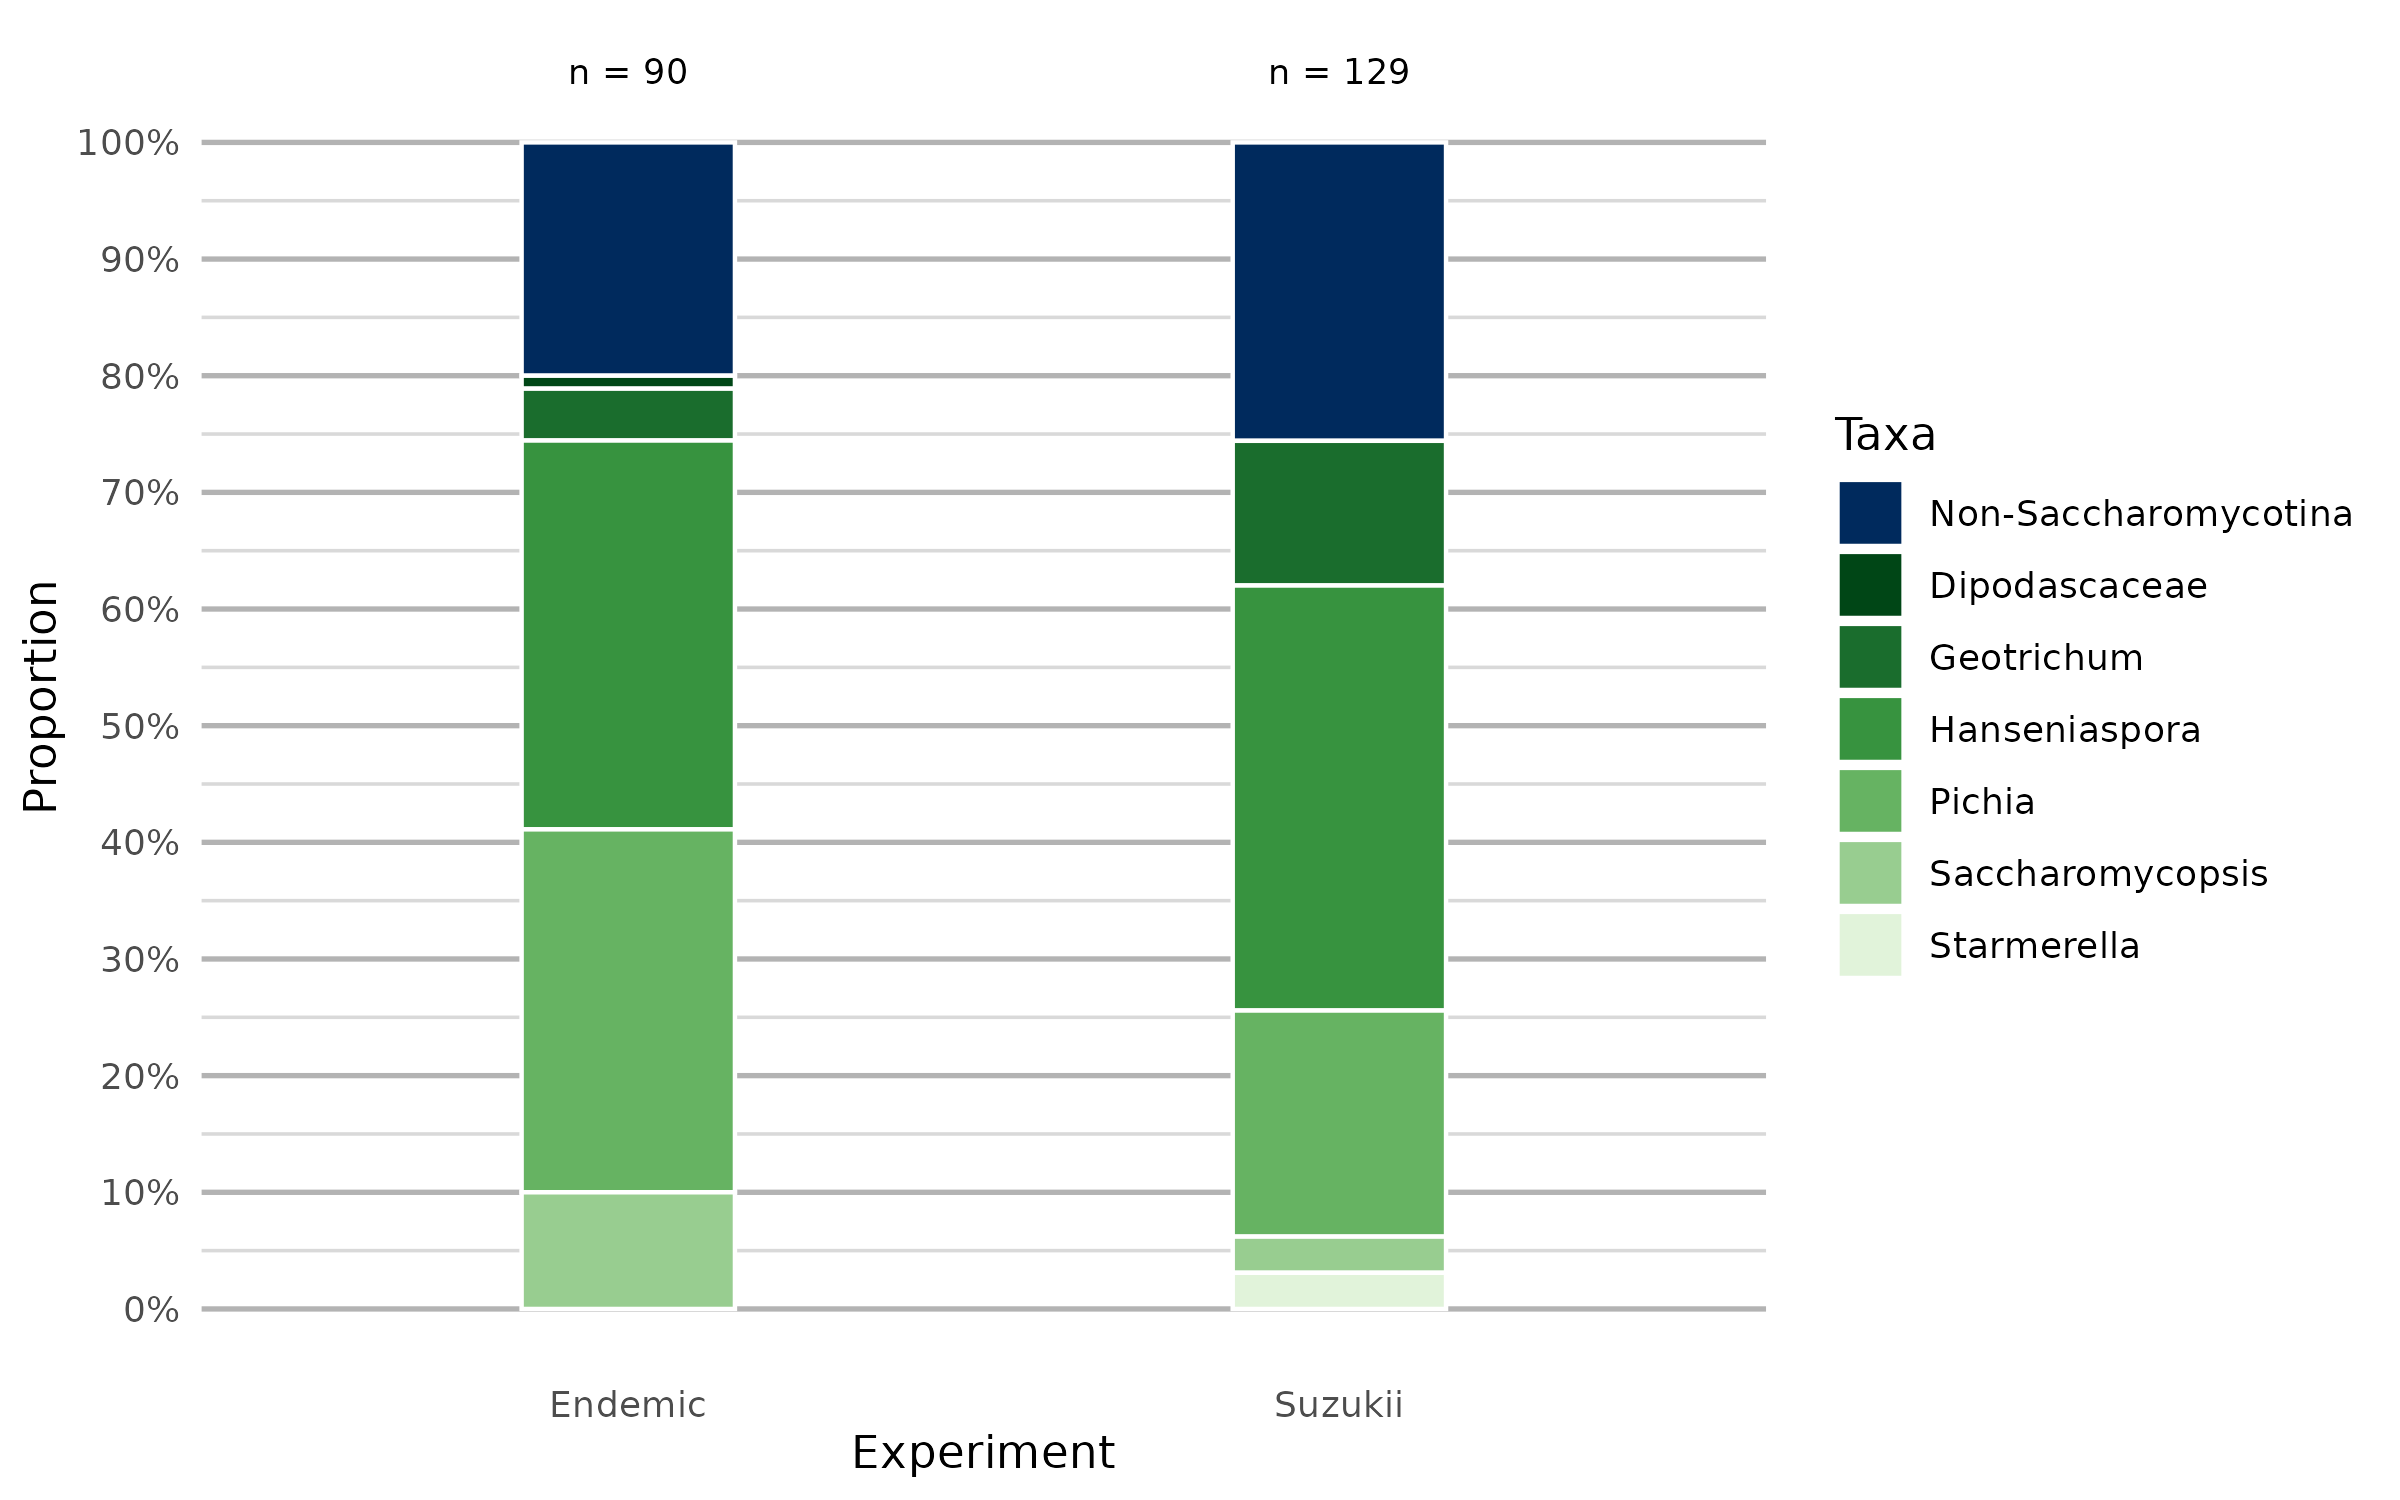 n = 90
n = 129
100%
90%
80%
70%
60%
50%
40%
30%
20%
10%
0%
Proportion
Endemic
Suzukii
Experiment
Taxa
Non-Saccharomycotina
Dipodascaceae
Geotrichum
Hanseniaspora
Pichia
Saccharomycopsis
Starmerella